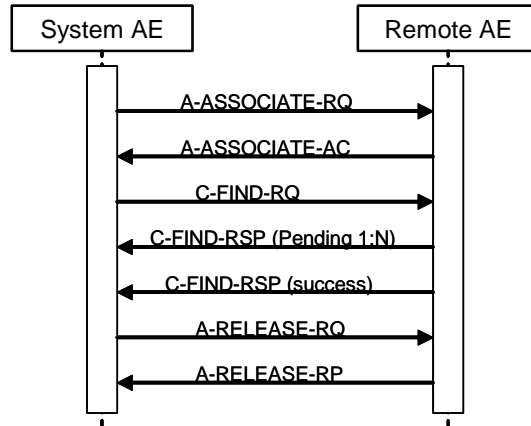 System AE
Remote AE
A-ASSOCIATE-RQ
A-ASSOCIATE-AC
C-FIND-RQ
C-FIND-RSP (Pending 1:N)
C-FIND-RSP (success)
A-RELEASE-RQ
A-RELEASE-RP